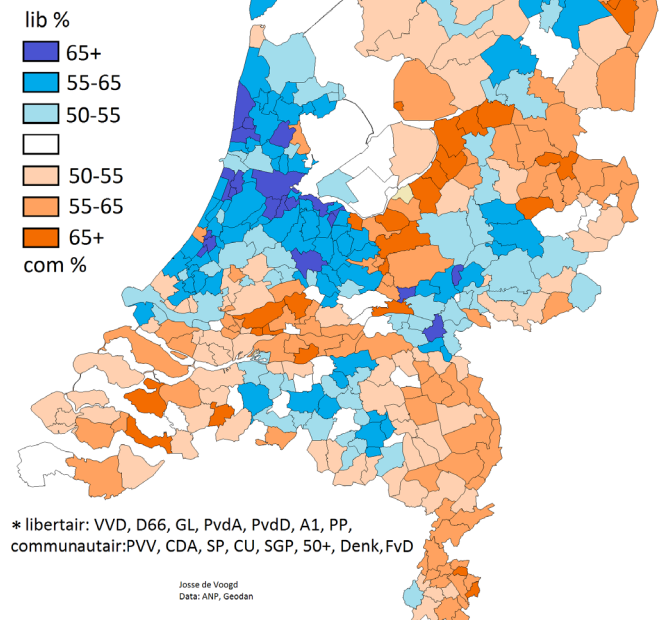 lib %
65+
55-65
50-55
50-55
55-65
65+
com %
* libertair: VVD, D66, GL, PvdA, PvdD, A1, PP,
communautair:PVV, CDA, SP, CU, SGP, 50+, Denk,FvD
Josse de Voogd
Data: ANP, Geodan